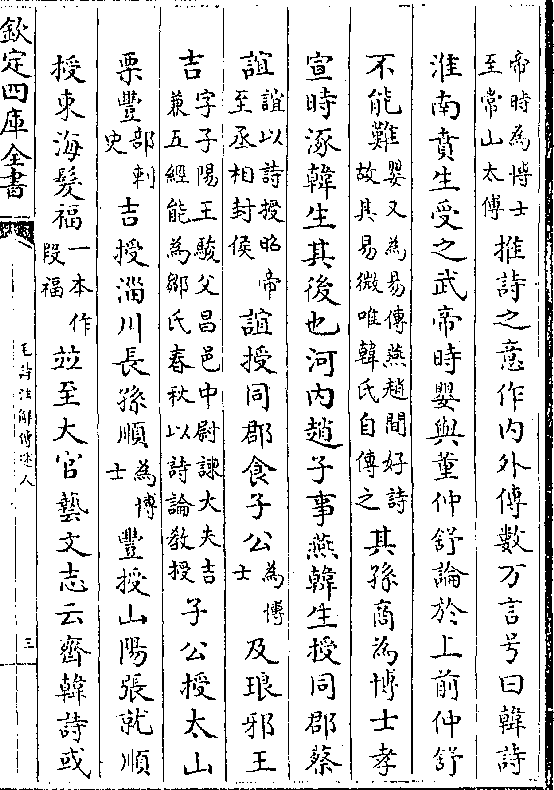 帝時為博士至常山太傅推詩之意作内外傳數万言号曰韓詩
淮南賁生受之武帝時嬰與董仲舒論於上前仲舒
不能難嬰又為易傳燕趙間好詩故其易微唯韓氏自傳之其孫商為博士孝
宣時涿韓生其後也河内趙子事燕韓生授同郡蔡
誼誼以詩授昭帝至丞相封侯誼授同郡食子公為博士及琅邪王
吉字子陽王駿父昌邑中尉諫大夫吉兼五經能為鄒氏春秋以詩論教授子公授太山
栗豐部刺史吉授淄川長孫順為博士豐授山陽張就順
授東海髮福一本作段福並至大官藝文志云齊韓詩或
欽定四庫全書
毛詩注解傳述人
三